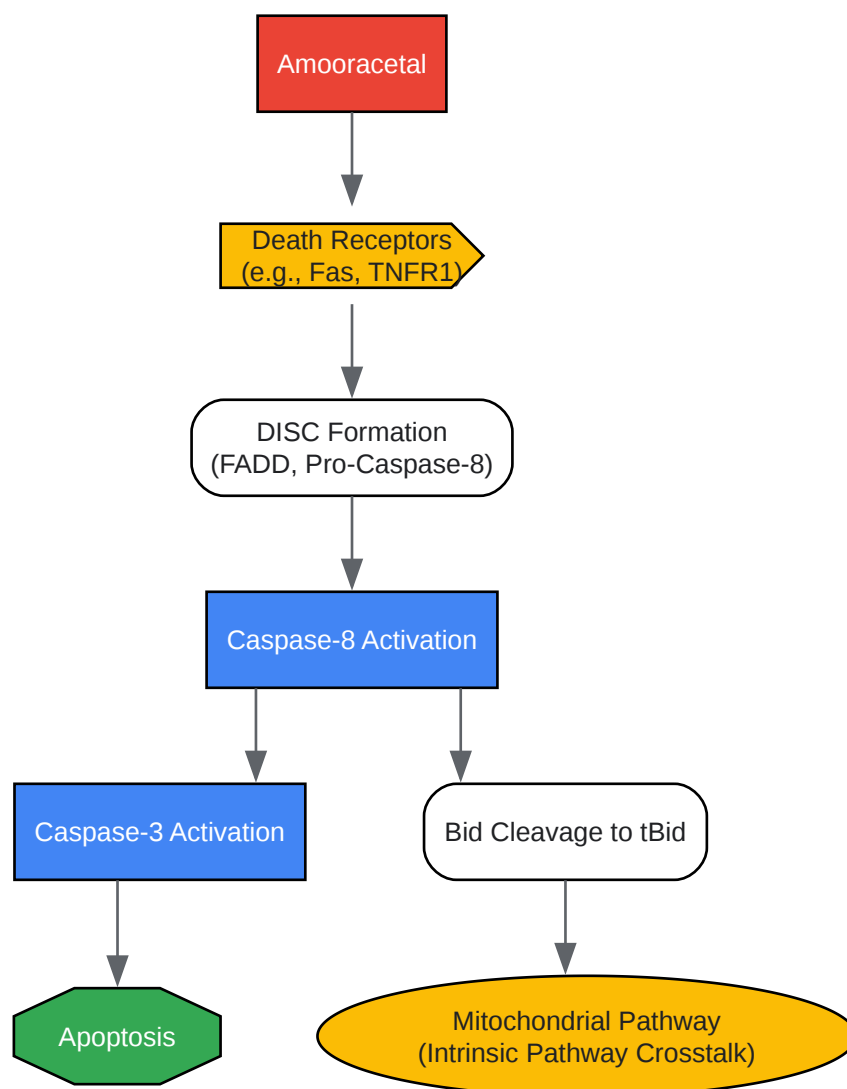 Amooracetal
Death Receptors
(e.g., Fas, TNFR1)
DISC Formation
(FADD, Pro-Caspase-8)
Caspase-8 Activation
Caspase-3 Activation
Bid Cleavage to tBid
Apoptosis
Mitochondrial Pathway
(Intrinsic Pathway Crosstalk)